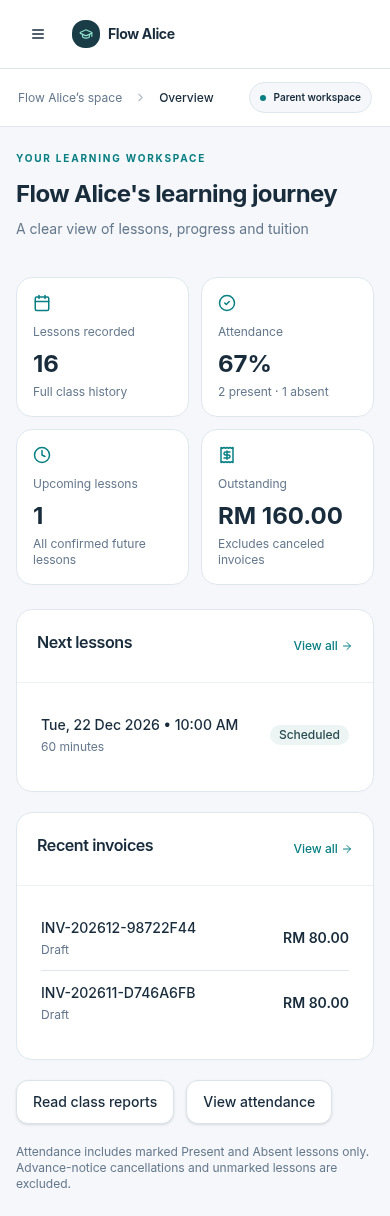 Flow Alice
Flow Alice's space
Overview
Parent workspace
YOUR LEARNING WORKSPACE
Flow Alice's learning journey
A clear view of lessons, progress and tuition
Lessons recorded
16
Full class history
Attendance
67%
2 present · 1 absent
Upcoming lessons
1
All confirmed future
lessons
Outstanding
RM 160.00
Excludes canceled
invoices
Next lessons
View all →
Tue, 22 Dec 2026 • 10:00 AM
60 minutes
Scheduled
Recent invoices
View all →
INV-202612-98722F44
Draft
RM 80.00
INV-202611-D746A6FB
Draft
RM 80.00
Read class reports
View attendance
Attendance includes marked Present and Absent lessons only.
Advance-notice cancellations and unmarked lessons are
excluded.